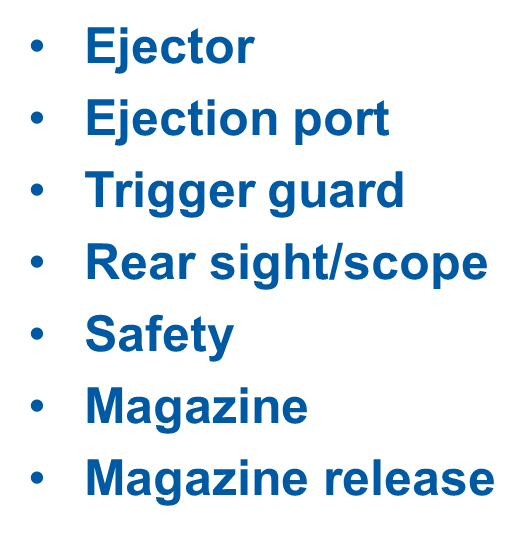 • Ejector
• Ejection port
• Trigger guard
• Rear sight/scope
• Safety
• Magazine
• Magazine release